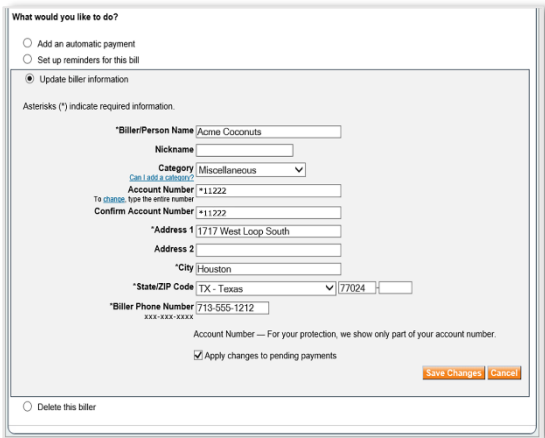 What would you like to do?
Add an automatic payment
Set up reminders for this bill
Update biller information
Asterisks (*) indicate required information.
*Biller/Person Name Acme Coconuts
Nickname
Category Miscellaneous
Can I add a category?
Account Number *11222
To change, type the entire number
Confirm Account Number *11222
*Address 1 1717 West Loop South
Address 2
*City Houston
*State/ZIP Code TX - Texas 77024 -
*Biller Phone Number 713-555-1212
xxx-xxx-xxxx
Account Number — For your protection, we show only part of your account number.
Apply changes to pending payments
Save Changes Cancel
Delete this biller